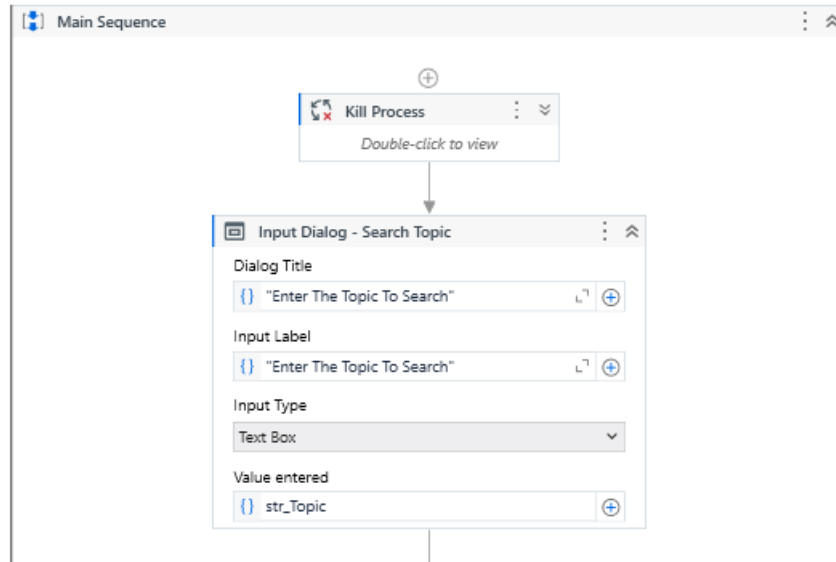 Main Sequence
Kill Process
Double-click to view
Input Dialog - Search Topic
Dialog Title
{} "Enter The Topic To Search"
Input Label
{} "Enter The Topic To Search"
Input Type
Text Box
Value entered
{} str_Topic